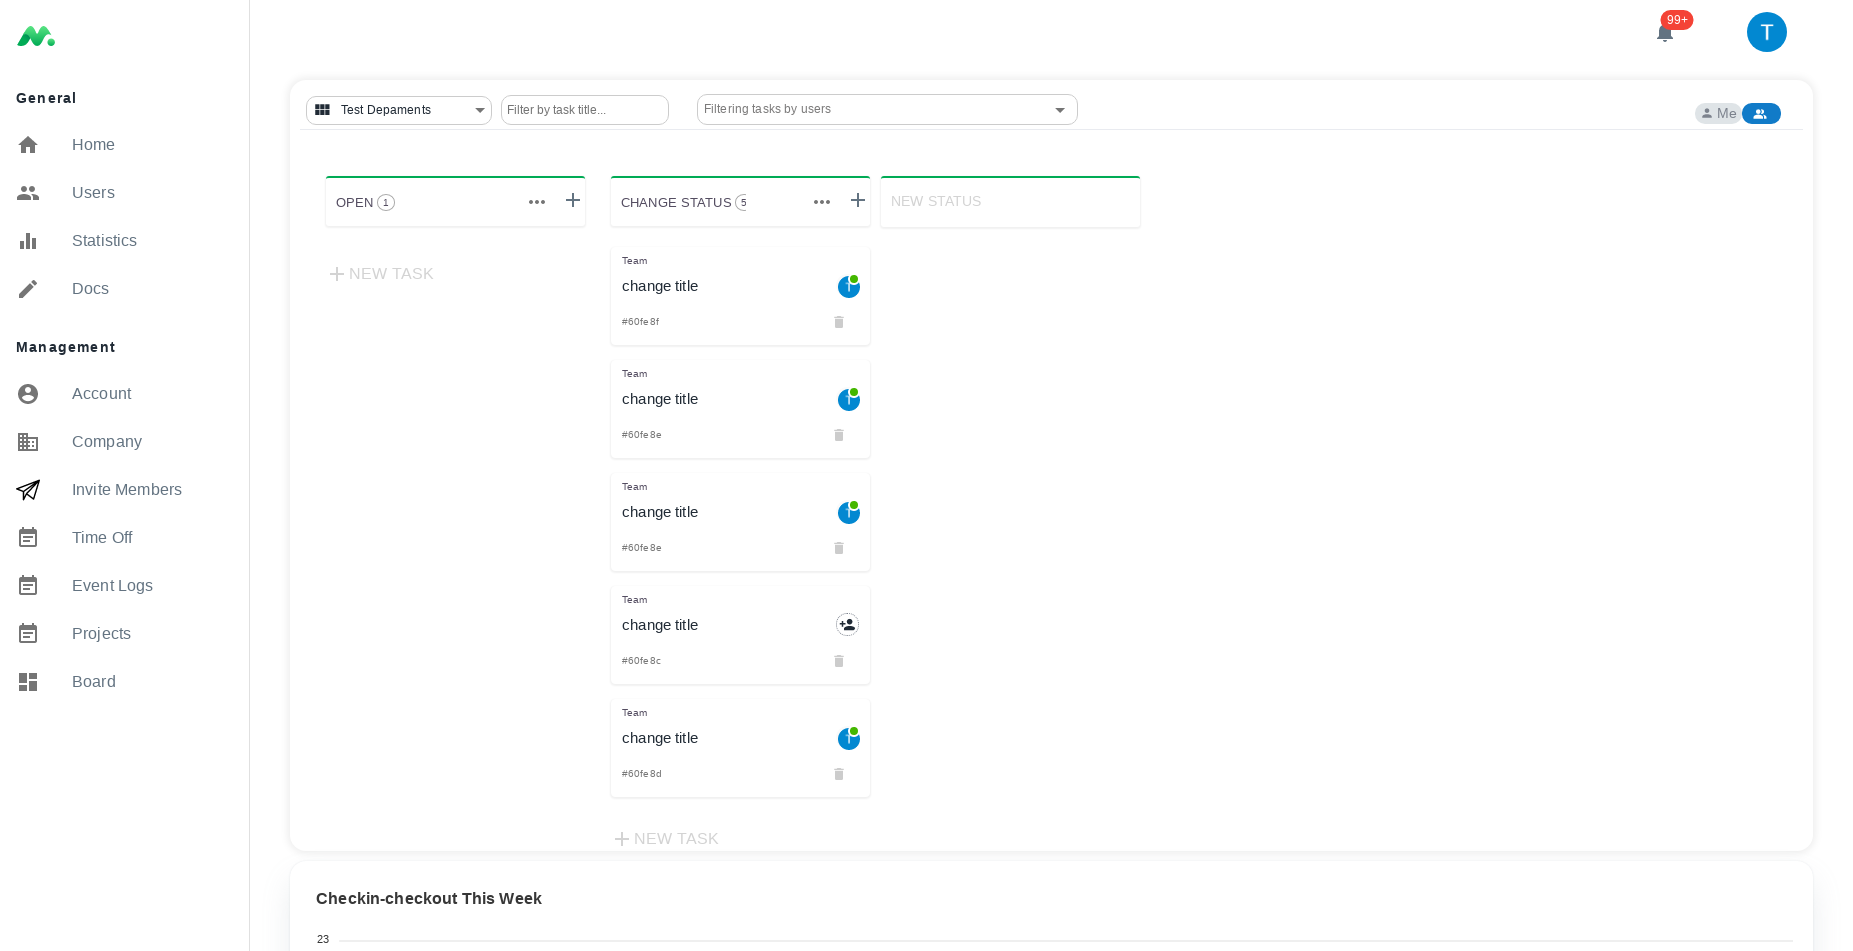 99+
T
General
Home
Users
Statistics
Docs
Management
Account
Company
Invite Members
Time Off
Event Logs
Projects
Board
Test Depaments
Filter by task title...
Filtering tasks by users
Me
OPEN 1
NEW TASK
CHANGE STATUS 5
Team
change title
T
#60fe8f
Team
change title
T
#60fe8e
Team
change title
T
#60fe8e
Team
change title
#60fe8c
Team
change title
T
#60fe8d
NEW TASK
NEW STATUS
Checkin-checkout This Week
23